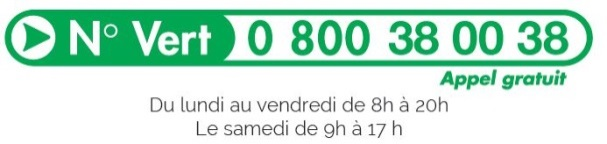 N° Vert 0 800 38 00 38
Appel gratuit
Du lundi au vendredi de 8h à 20h
Le samedi de 9h à 17 h